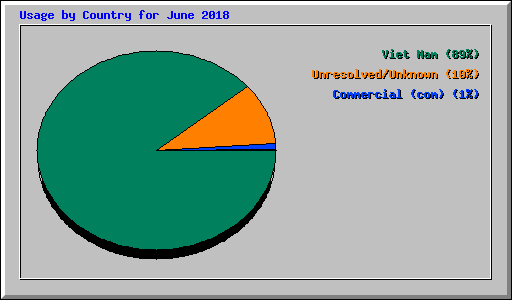 Usage by Country for June 2018
Viet Nam (89%)
Unresolved/Unknown (10%)
Commercial (com) (1%)